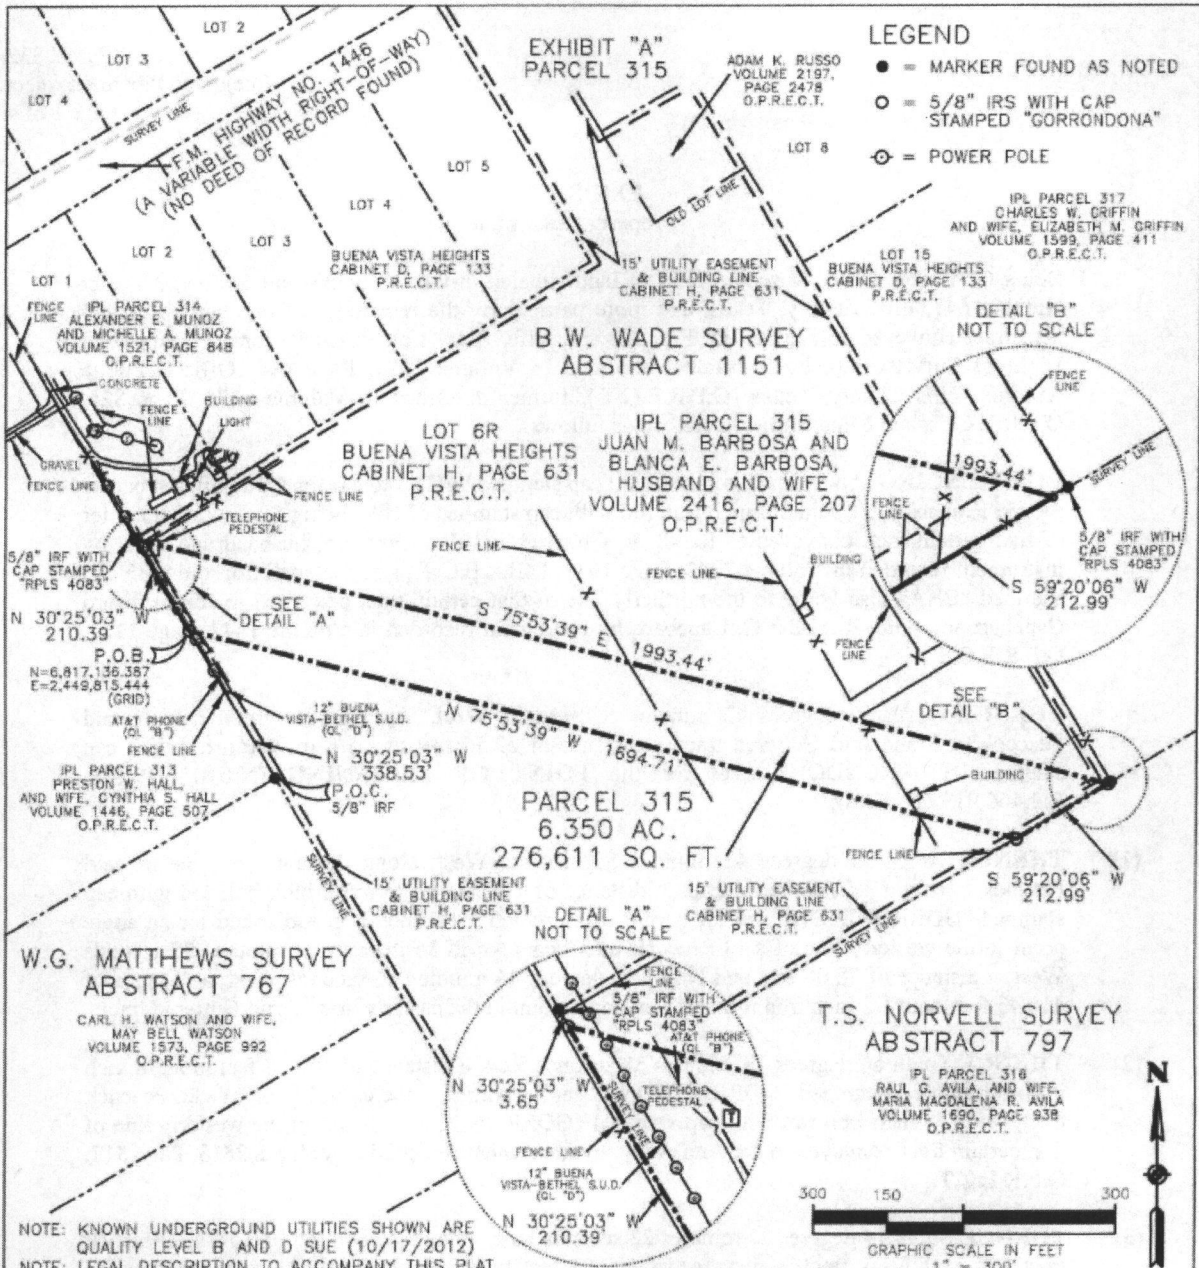 EXHIBIT "A"
PARCEL 315
LEGEND
● = MARKER FOUND AS NOTED
○ = 5/8" IRS WITH CAP
STAMPED "GORRONDONA"
= POWER POLE
LOT 2
LOT 3
LOT 4
SURVEY LINE
F.M. HIGHWAY NO. 1446
(A VARIABLE WIDTH RIGHT-OF-WAY)
(NO DEED OF RECORD FOUND)
LOT 1
LOT 2
LOT 3
LOT 4
LOT 5
BUENA VISTA HEIGHTS
CABINET D, PAGE 133
P.R.E.C.T.
ADAM K. RUSSO
VOLUME 2197,
PAGE 2478
O.P.R.E.C.T.
LOT 8
OLD LOT LINE
15' UTILITY EASEMENT
& BUILDING LINE
CABINET H, PAGE 631
P.R.E.C.T.
LOT 15
BUENA VISTA HEIGHTS
CABINET D, PAGE 133
P.R.E.C.T.
IPL PARCEL 317
CHARLES W. GRIFFIN
AND WIFE, ELIZABETH M. GRIFFIN
VOLUME 1599, PAGE 411
O.P.R.E.C.T.
DETAIL "B"
NOT TO SCALE
FENCE
LINE
1993.44'
SURVEY LINE
FENCE
LINE
5/8" IRF WITH
CAP STAMPED
"RPLS 4083"
S 59°20'06" W
212.99'
B.W. WADE SURVEY
ABSTRACT 1151
FENCE
LINE
IPL PARCEL 314
ALEXANDER E. MUNOZ
AND MICHELLE A. MUNOZ
VOLUME 1521, PAGE 848
O.P.R.E.C.T.
CONCRETE
FENCE
LINE
BUILDING
LIGHT
GRAVEL
FENCE LINE
FENCE LINE
TELEPHONE
PEDESTAL
LOT 6R
BUENA VISTA HEIGHTS
CABINET H, PAGE 631
P.R.E.C.T.
IPL PARCEL 315
JUAN M. BARBOSA AND
BLANCA E. BARBOSA,
HUSBAND AND WIFE
VOLUME 2416, PAGE 207
O.P.R.E.C.T.
FENCE LINE
FENCE LINE
BUILDING
FENCE
LINE
5/8" IRF WITH
CAP STAMPED
"RPLS 4083"
N 30°25'03" W
210.39'
SEE
DETAIL "A"
P.O.B.
N=6,817,136.387
E=2,449,815.444
(GRID)
S 75°53'39" E 1993.44'
N 75°53'39" W 1694.71'
SEE
DETAIL "B"
AT&T PHONE
(QL "B")
FENCE LINE
12" BUENA
VISTA-BETHEL S.U.D.
(QL "D")
N 30°25'03" W
338.53'
P.O.C.
5/8" IRF
IPL PARCEL 313
PRESTON W. HALL,
AND WIFE, CYNTHIA S. HALL
VOLUME 1446, PAGE 507
O.P.R.E.C.T.
PARCEL 315
6.350 AC.
276,611 SQ. FT.
BUILDING
FENCE LINE
S 59°20'06" W
212.99'
SURVEY LINE
15' UTILITY EASEMENT
& BUILDING LINE
CABINET H, PAGE 631
P.R.E.C.T.
15' UTILITY EASEMENT
& BUILDING LINE
CABINET H, PAGE 631
P.R.E.C.T.
SURVEY LINE
W.G. MATTHEWS SURVEY
ABSTRACT 767
CARL H. WATSON AND WIFE,
MAY BELL WATSON
VOLUME 1573, PAGE 992
O.P.R.E.C.T.
DETAIL "A"
NOT TO SCALE
FENCE
LINE
5/8" IRF WITH
CAP STAMPED
"RPLS 4083"
AT&T PHONE
(QL "B")
N 30°25'03" W
3.65'
SURVEY LINE
TELEPHONE
PEDESTAL
T
FENCE LINE
12" BUENA
VISTA-BETHEL S.U.D.
(QL "D")
N 30°25'03" W
210.39'
T.S. NORVELL SURVEY
ABSTRACT 797
IPL PARCEL 316
RAUL G. AVILA, AND WIFE,
MARIA MAGDALENA R. AVILA
VOLUME 1690, PAGE 938
O.P.R.E.C.T.
N
300 150 300
GRAPHIC SCALE IN FEET
1" = 300'
NOTE: KNOWN UNDERGROUND UTILITIES SHOWN ARE
QUALITY LEVEL B AND D SUE (10/17/2012)
NOTE: LEGAL DESCRIPTION TO ACCOMPANY THIS PLAT